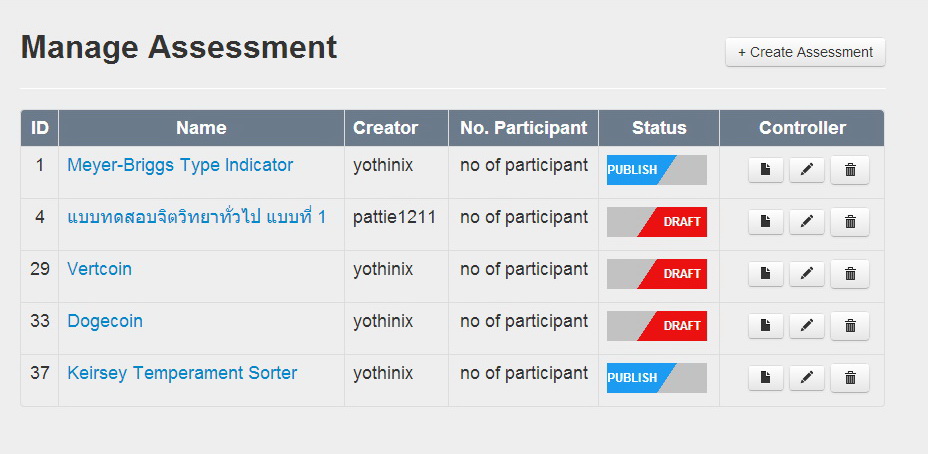 Manage Assessment
+ Create Assessment
ID Name Creator No. Participant Status Controller
1 Meyer-Briggs Type Indicator yothinix no of participant PUBLISH
4 แบบทดสอบจิตวิทยาทั่วไป แบบที่ 1 pattie1211 no of participant DRAFT
29 Vertcoin yothinix no of participant DRAFT
33 Dogecoin yothinix no of participant DRAFT
37 Keirsey Temperament Sorter yothinix no of participant PUBLISH